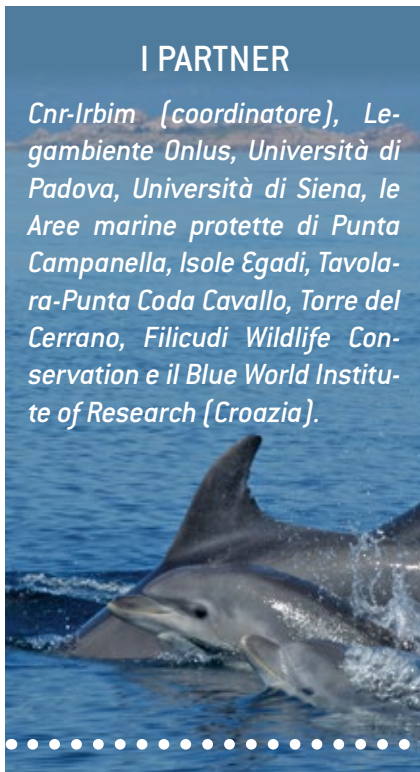 I PARTNER
Cnr-Irbim (coordinatore), Le-
gambiente Onlus, Università di
Padova, Università di Siena, le
Aree marine protette di Punta
Campanella, Isole Egadi, Tavola-
ra-Punta Coda Cavallo, Torre del
Cerrano, Filicudi Wildlife Con-
servation e il Blue World Institu-
te of Research (Croazia).